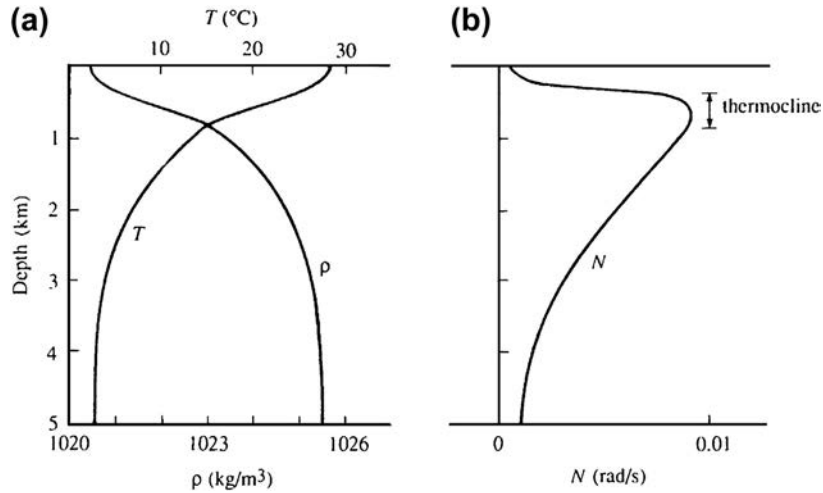 (a)
T (°C)
10 20 30
Depth (km)
1
2
3
4
5
T
ρ
1020 1023 1026
ρ (kg/m³)
(b)
thermocline
N
0 0.01
N (rad/s)